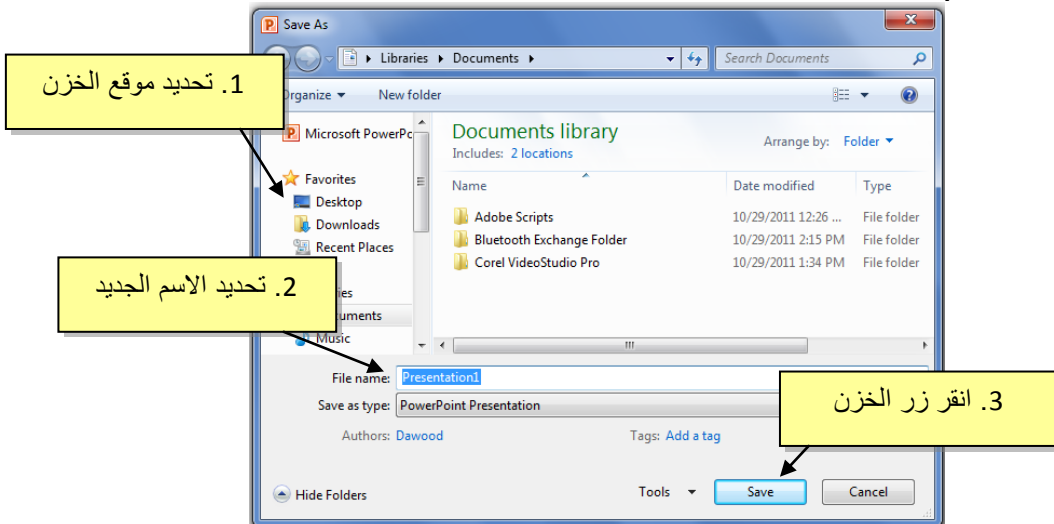 Save As
Libraries Documents
Search Documents
1. تحديد موقع الخزن
Organize New folder
Microsoft PowerPo
Documents library
Includes: 2 locations
Arrange by: Folder
Favorites
Desktop
Downloads
Recent Places
Name Date modified Type
Adobe Scripts 10/29/2011 12:26 ... File folder
Bluetooth Exchange Folder 10/29/2011 2:15 PM File folder
Corel VideoStudio Pro 10/29/2011 1:34 PM File folder
2. تحديد الاسم الجديد
Music
File name: Presentation1
Save as type: PowerPoint Presentation
3. انقر زر الخزن
Authors: Dawood Tags: Add a tag
Hide Folders Tools Save Cancel